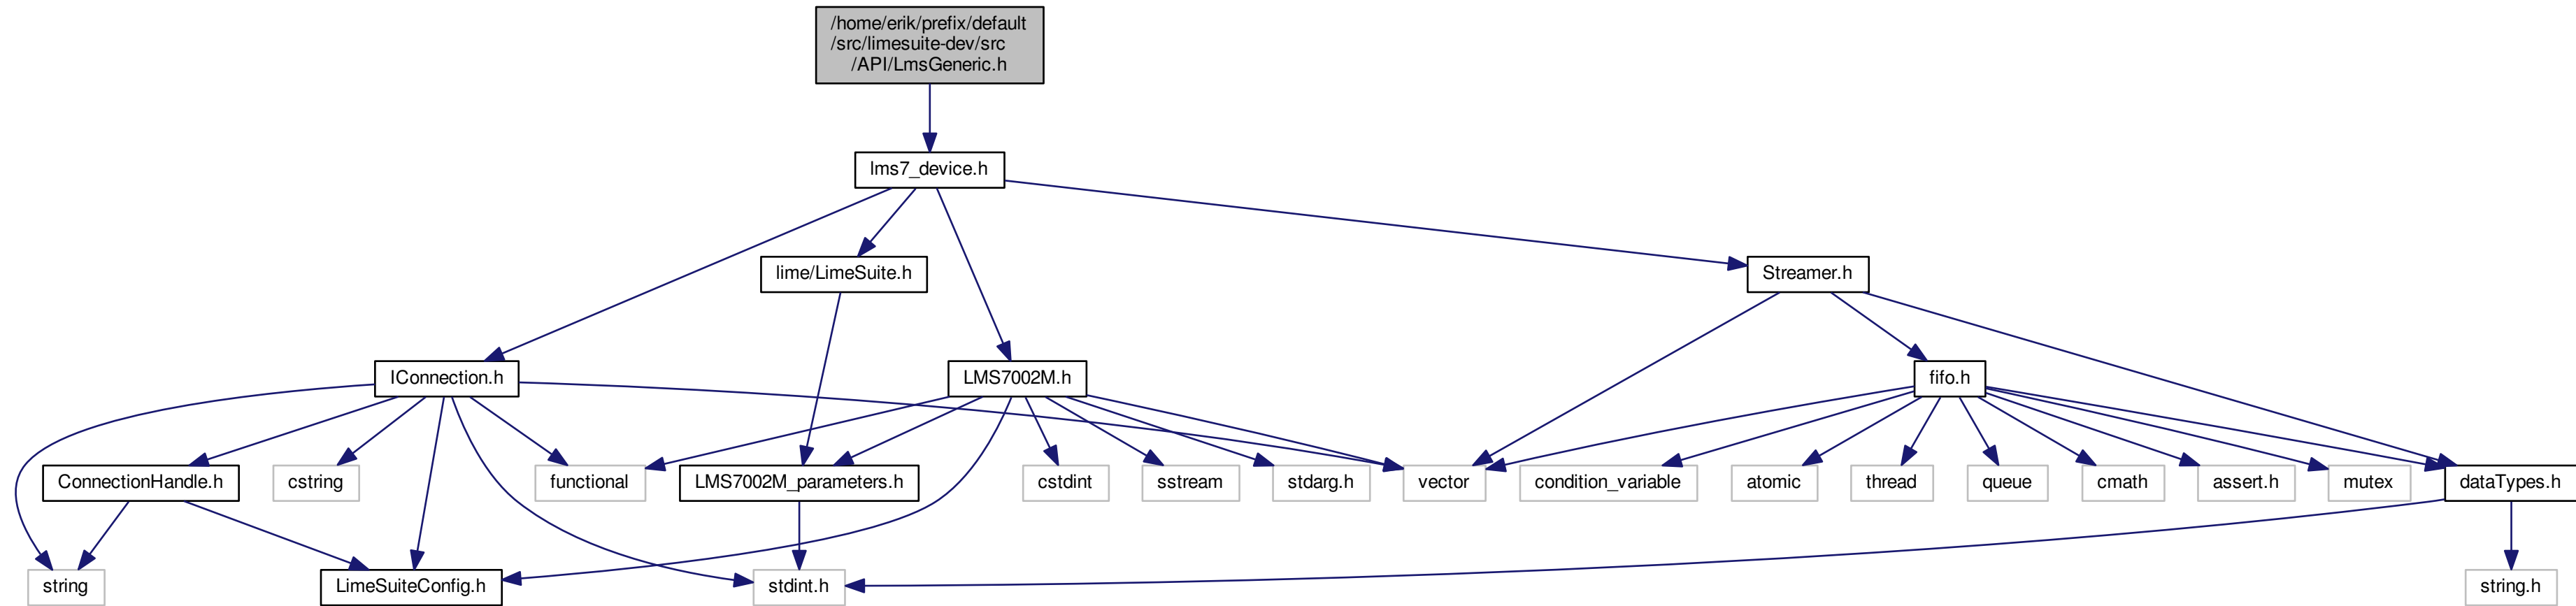 /home/erik/prefix/default
/src/limesuite-dev/src
/API/LmsGeneric.h
lms7_device.h
lime/LimeSuite.h
Streamer.h
IConnection.h
LMS7002M.h
fifo.h
ConnectionHandle.h
cstring
functional
LMS7002M_parameters.h
cstdint
sstream
stdarg.h
vector
condition_variable
atomic
thread
queue
cmath
assert.h
mutex
dataTypes.h
string
LimeSuiteConfig.h
stdint.h
string.h